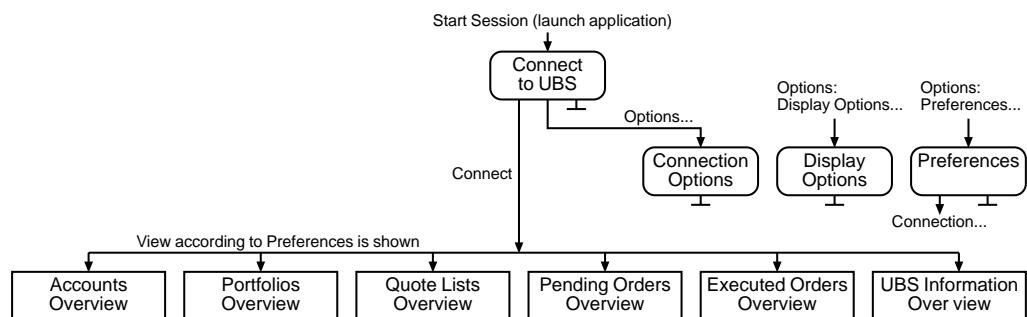 Start Session (launch application)
Connect
to UBS
Options:
Display Options...
Options:
Preferences...
Options...
Connection
Options
Display
Options
Preferences
Connect
Connection...
View according to Preferences is shown
Accounts
Overview
Portfolios
Overview
Quote Lists
Overview
Pending Orders
Overview
Executed Orders
Overview
UBS Information
Over view